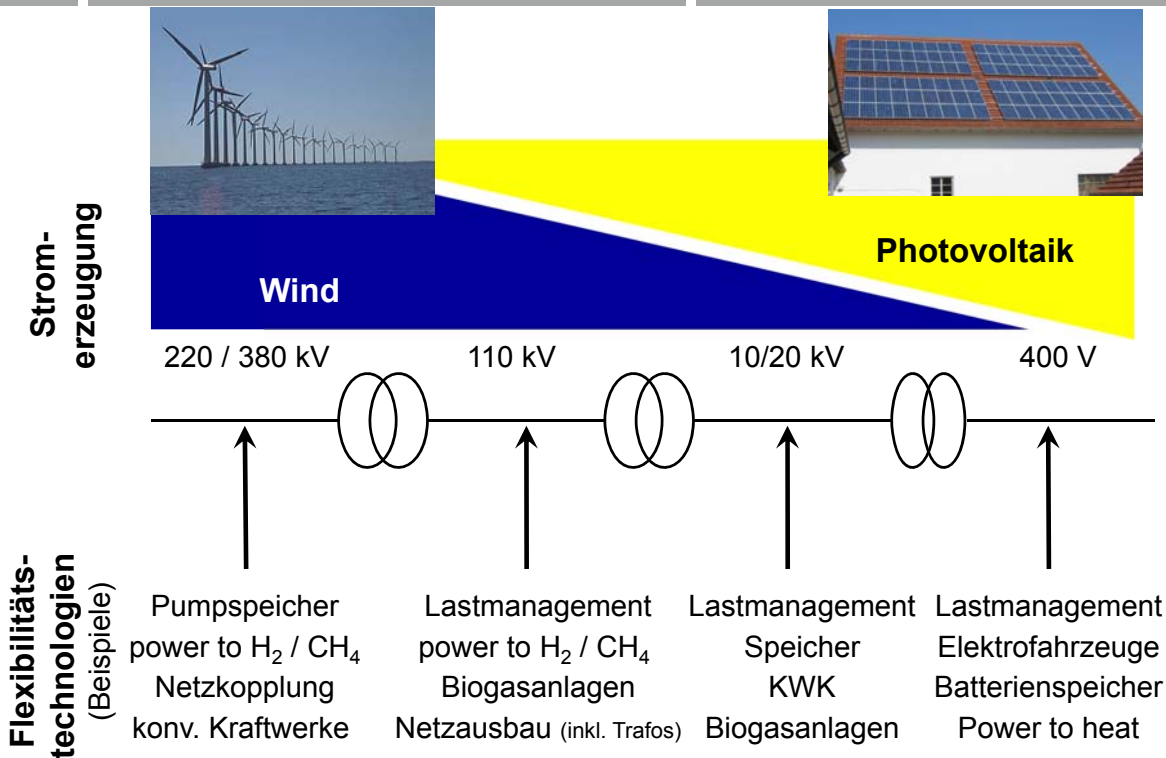 Strom-
erzeugung
Wind
Photovoltaik
220 / 380 kV
110 kV
10/20 kV
400 V
Flexibilitäts-
technologien
(Beispiele)
Pumpspeicher
power to H₂ / CH₄
Netzkopplung
konv. Kraftwerke
Lastmanagement
power to H₂ / CH₄
Biogasanlagen
Netzausbau (inkl. Trafos)
Lastmanagement
Speicher
KWK
Biogasanlagen
Lastmanagement
Elektrofahrzeuge
Batterienspeicher
Power to heat